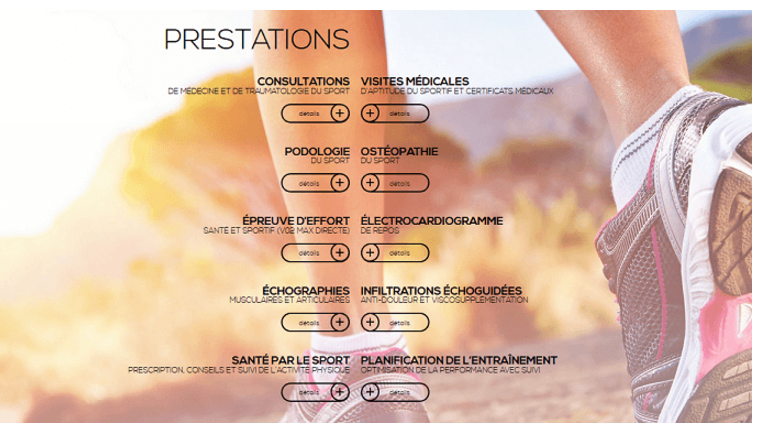 PRESTATIONS
CONSULTATIONS
DE MÉDECINE ET DE TRAUMATOLOGIE DU SPORT
détails +
VISITES MÉDICALES
D'APTITUDE DU SPORTIF ET CERTIFICATS MÉDICAUX
+ détails
PODOLOGIE
DU SPORT
détails +
OSTÉOPATHIE
DU SPORT
+ détails
ÉPREUVE D'EFFORT
SANTÉ ET SPORTIF (VO2 MAX DIRECTE)
détails +
ÉLECTROCARDIOGRAMME
DE REPOS
+ détails
ÉCHOGRAPHIES
MUSCULAIRES ET ARTICULAIRES
détails +
INFILTRATIONS ÉCHOGUIDÉES
ANTI-DOULEUR ET VISCOSUPPLÉMENTATION
+ détails
SANTÉ PAR LE SPORT
PRESCRIPTION, CONSEILS ET SUIVI DE L'ACTIVITÉ PHYSIQUE
détails +
PLANIFICATION DE L'ENTRAÎNEMENT
OPTIMISATION DE LA PERFORMANCE AVEC SUIVI
+ détails